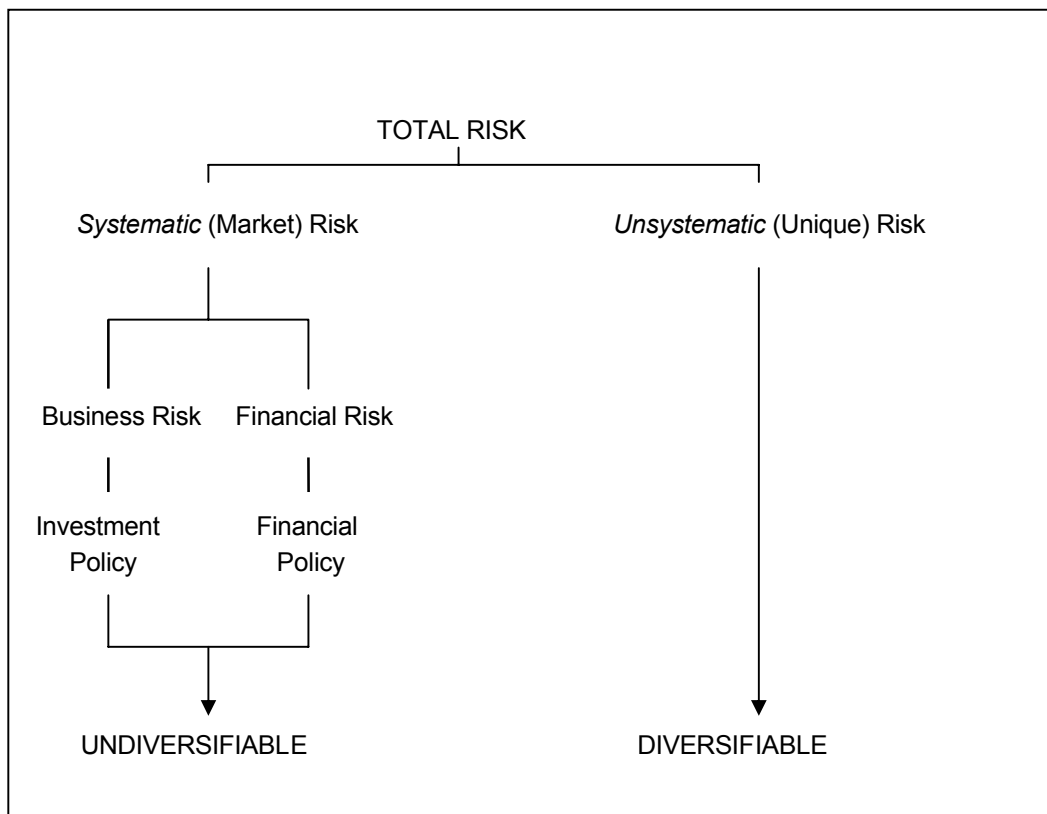 TOTAL RISK
Systematic (Market) Risk
Unsystematic (Unique) Risk
Business Risk
Financial Risk
Investment
Policy
Financial
Policy
UNDIVERSIFIABLE
DIVERSIFIABLE